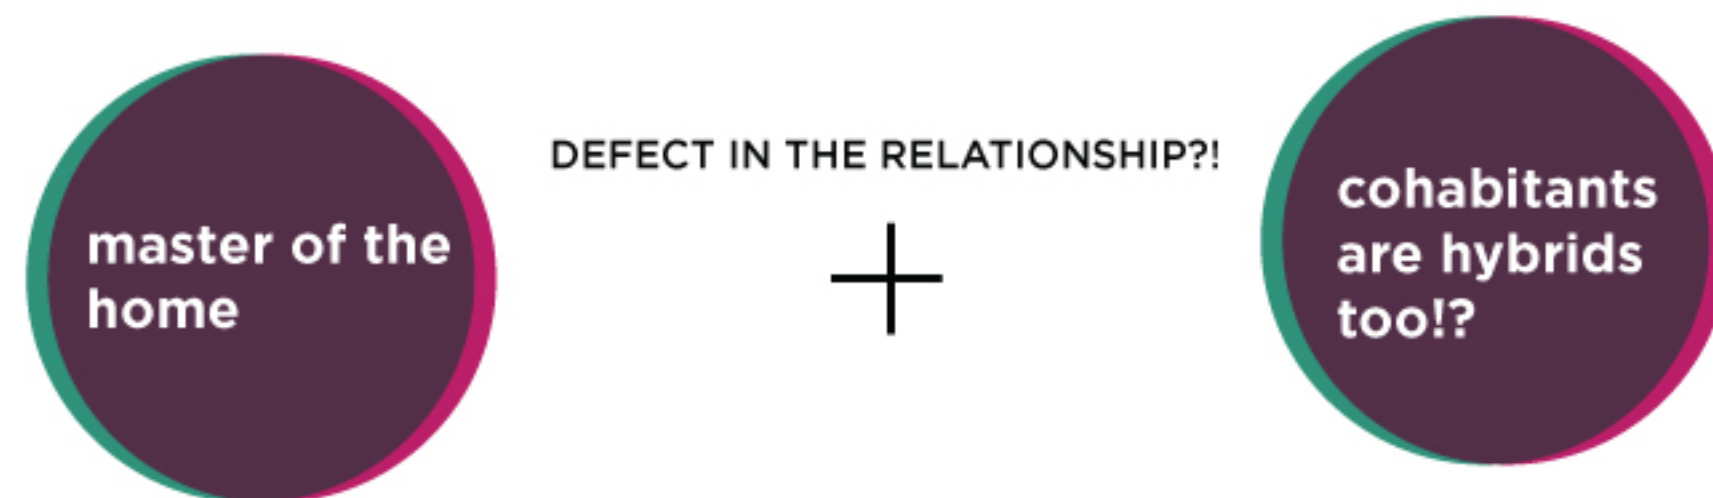 master of the
home
DEFECT IN THE RELATIONSHIP?!
cohabitants
are hybrids
too!?